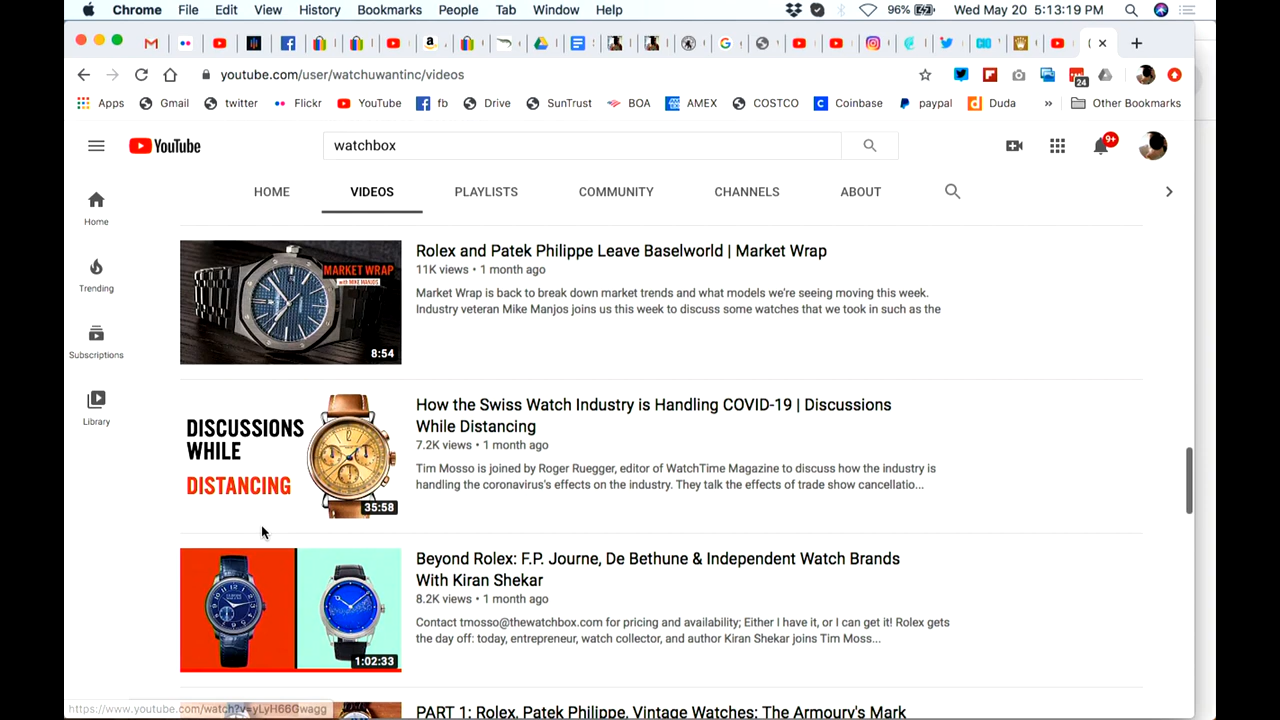 Chrome File Edit View History Bookmarks People Tab Window Help 96% Wed May 20 5:13:19 PM
youtube.com/user/watchuwantinc/videos 24
Apps Gmail twitter Flickr YouTube fb Drive SunTrust BOA AMEX COSTCO Coinbase paypal Duda » Other Bookmarks
YouTube watchbox 9+
HOME VIDEOS PLAYLISTS COMMUNITY CHANNELS ABOUT
Home
Trending
Subscriptions
Library
MARKET WRAP
with MIKE MANJOS
8:54
Rolex and Patek Philippe Leave Baselworld | Market Wrap
11K views • 1 month ago
Market Wrap is back to break down market trends and what models we're seeing moving this week.
Industry veteran Mike Manjos joins us this week to discuss some watches that we took in such as the
DISCUSSIONS
WHILE
DISTANCING
35:58
How the Swiss Watch Industry is Handling COVID-19 | Discussions
While Distancing
7.2K views • 1 month ago
Tim Mosso is joined by Roger Ruegger, editor of WatchTime Magazine to discuss how the industry is
handling the coronavirus's effects on the industry. They talk the effects of trade show cancellatio...
1:02:33
Beyond Rolex: F.P. Journe, De Bethune & Independent Watch Brands
With Kiran Shekar
8.2K views • 1 month ago
Contact tmosso@thewatchbox.com for pricing and availability; Either I have it, or I can get it! Rolex gets
the day off: today, entrepreneur, watch collector, and author Kiran Shekar joins Tim Moss...
PART 1: Rolex, Patek Philippe, Vintage Watches: The Armoury's Mark
https://www.youtube.com/watch?v=yLyH66Gwagg